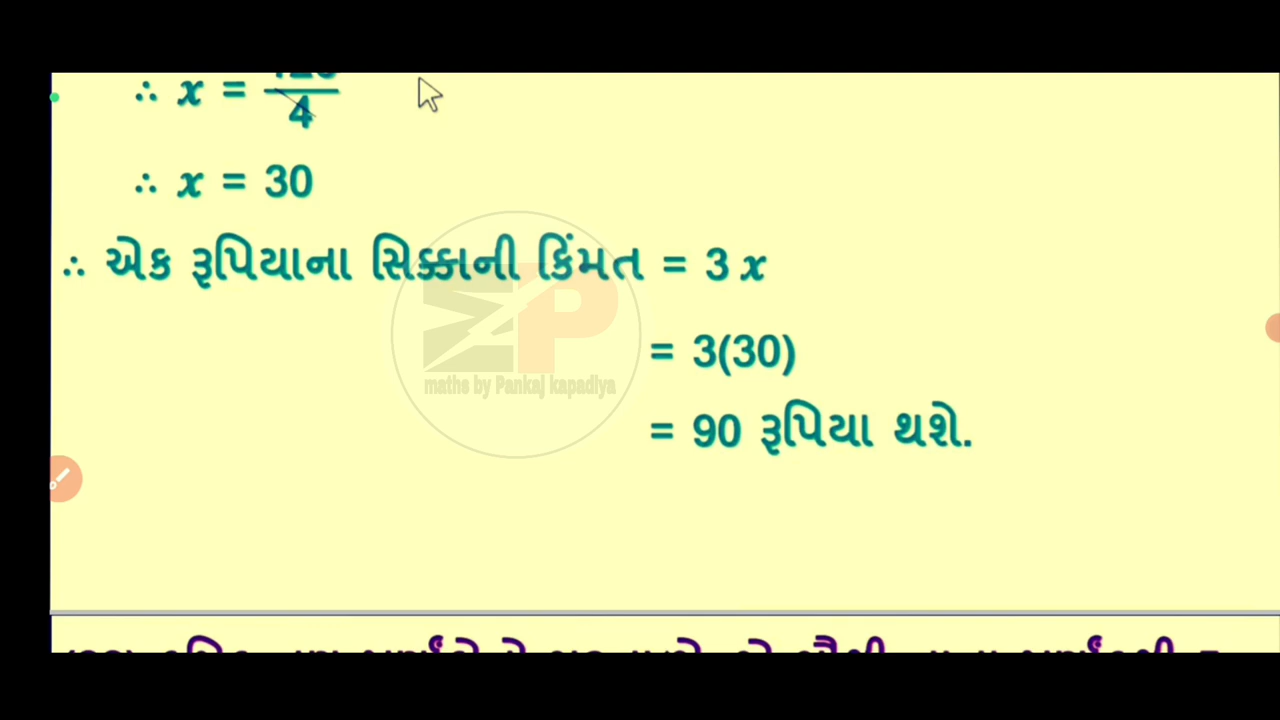 ∴ x = 4
∴ x = 30
∴ એક રૂપિયાના સિક્કાની કિંમત = 3 x
= 3(30)
= 90 રૂપિયા થશે.
maths by Pankaj kapadiya